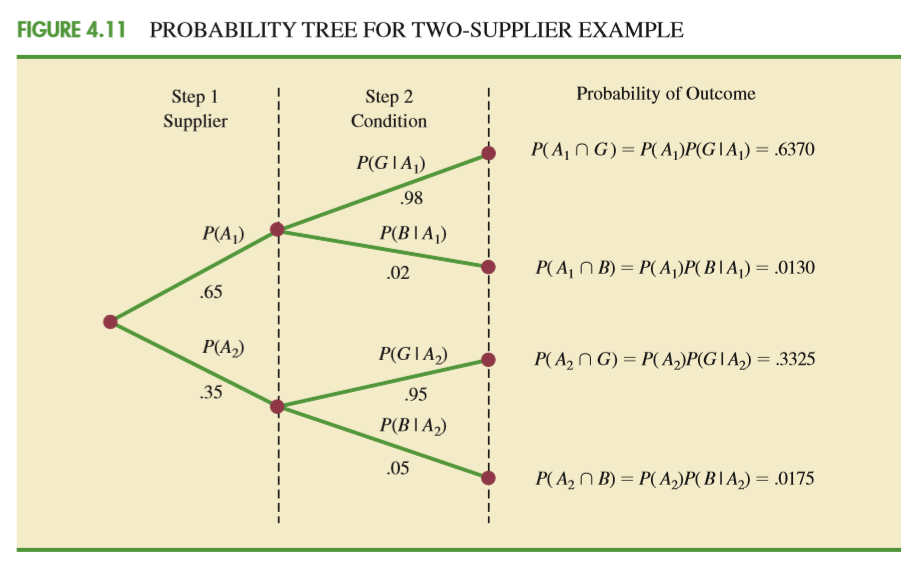 FIGURE 4.11 PROBABILITY TREE FOR TWO-SUPPLIER EXAMPLE
Step 1
Supplier
Step 2
Condition
Probability of Outcome
P(G | A₁)
.98
P(A₁ ∩ G) = P(A₁)P(G | A₁) = .6370
P(A₁)
.65
P(B | A₁)
.02
P(A₁ ∩ B) = P(A₁)P(B | A₁) = .0130
P(A₂)
.35
P(G | A₂)
.95
P(A₂ ∩ G) = P(A₂)P(G | A₂) = .3325
P(B | A₂)
.05
P(A₂ ∩ B) = P(A₂)P(B | A₂) = .0175